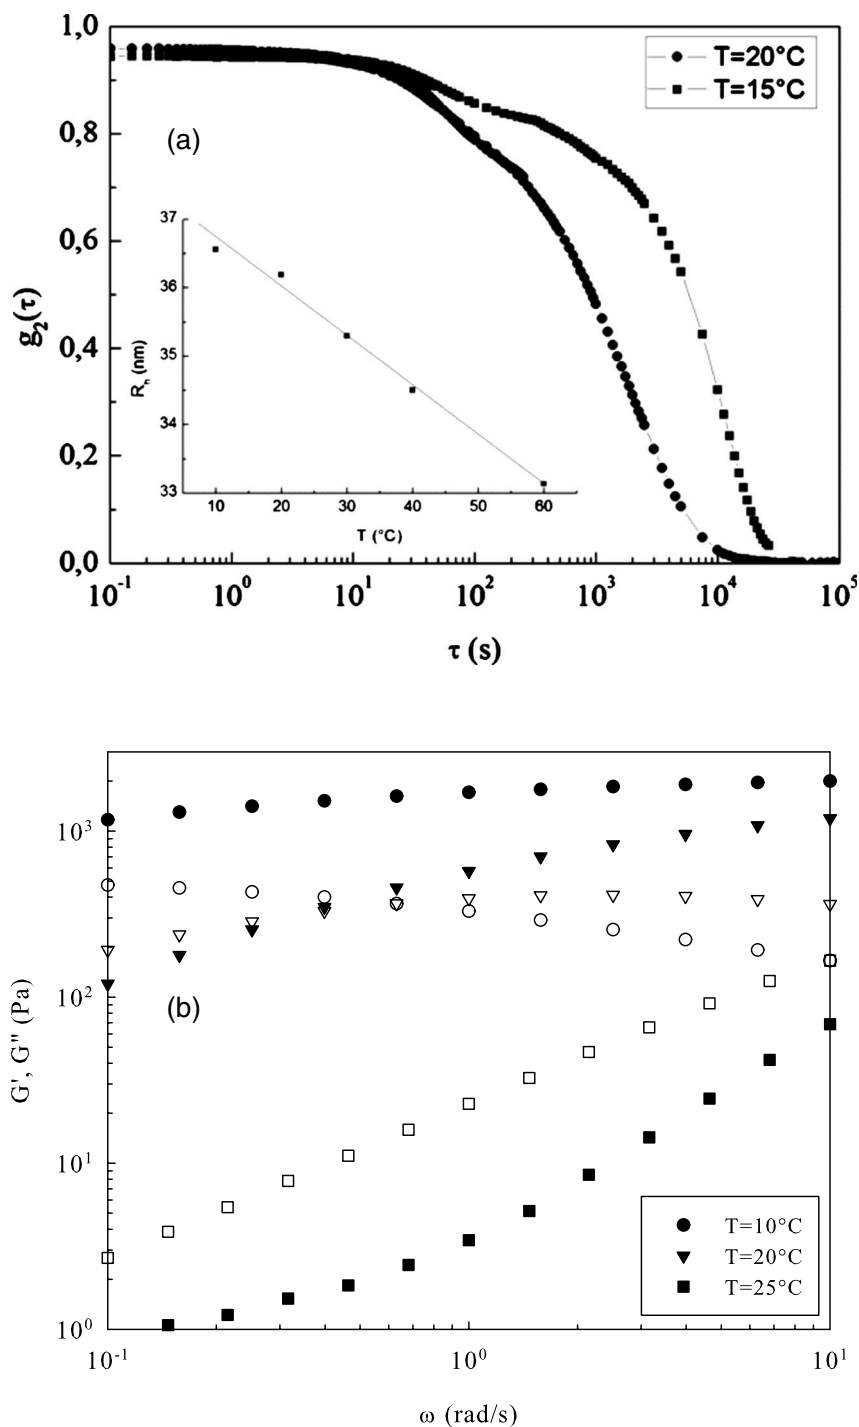 1,0
T=20°C
T=15°C
0,8
(a)
37
36
0,6
35
g₂(τ)
Rₕ (nm)
0,4
34
0,2
33
10 20 30 40 50 60
T (°C)
0,0
10⁻¹ 10⁰ 10¹ 10² 10³ 10⁴ 10⁵
τ (s)
10³
10²
(b)
G', G'' (Pa)
10¹
T=10°C
T=20°C
T=25°C
10⁰
10⁻¹ 10⁰ 10¹
ω (rad/s)